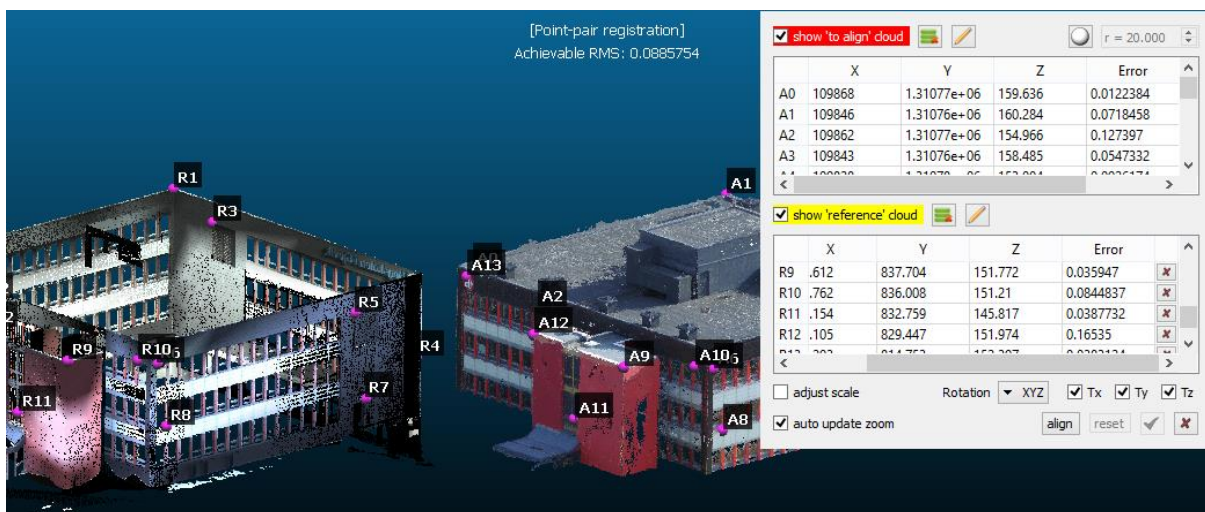 [Point-pair registration]
Achievable RMS: 0.0885754
show 'to align' cloud
r = 20.000
X Y Z Error
A0 109868 1.31077e+06 159.636 0.0122384
A1 109846 1.31076e+06 160.284 0.0718458
A2 109862 1.31077e+06 154.966 0.127397
A3 109843 1.31076e+06 158.485 0.0547332
show 'reference' cloud
X Y Z Error
R9 .612 837.704 151.772 0.035947
R10 .762 836.008 151.21 0.0844837
R11 .154 832.759 145.817 0.0387732
R12 .105 829.447 151.974 0.16535
adjust scale Rotation XYZ Tx Ty Tz
auto update zoom align reset
R1
R3
R5
R4
R9
R10
R7
R11
R8
A1
A13
A2
A12
A9
A10
A11
A8